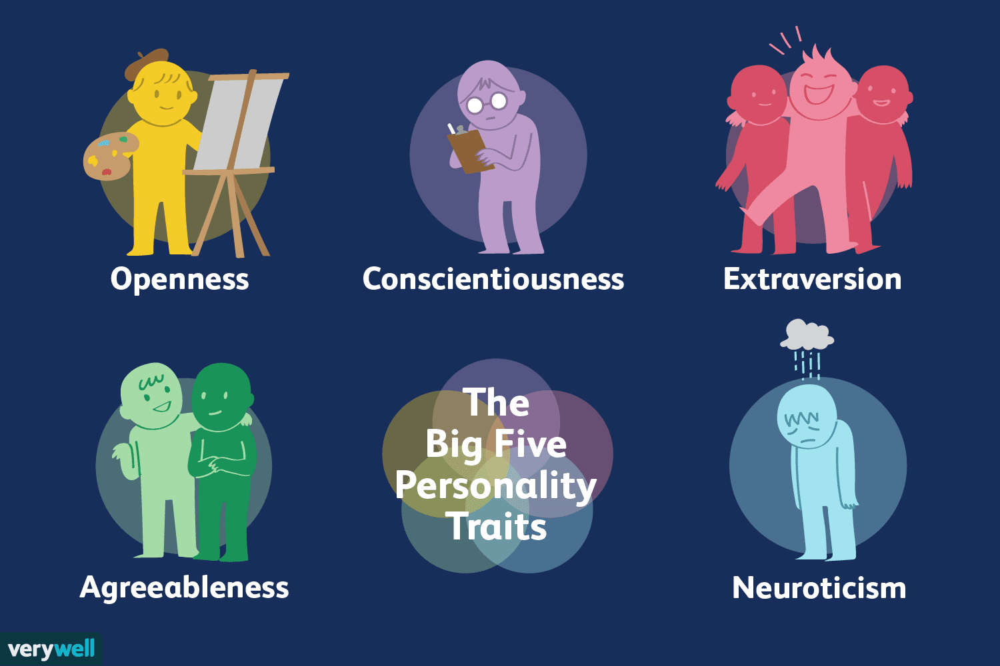 Openness
Conscientiousness
Extraversion
The
Big Five
Personality
Traits
Agreeableness
Neuroticism
verywell